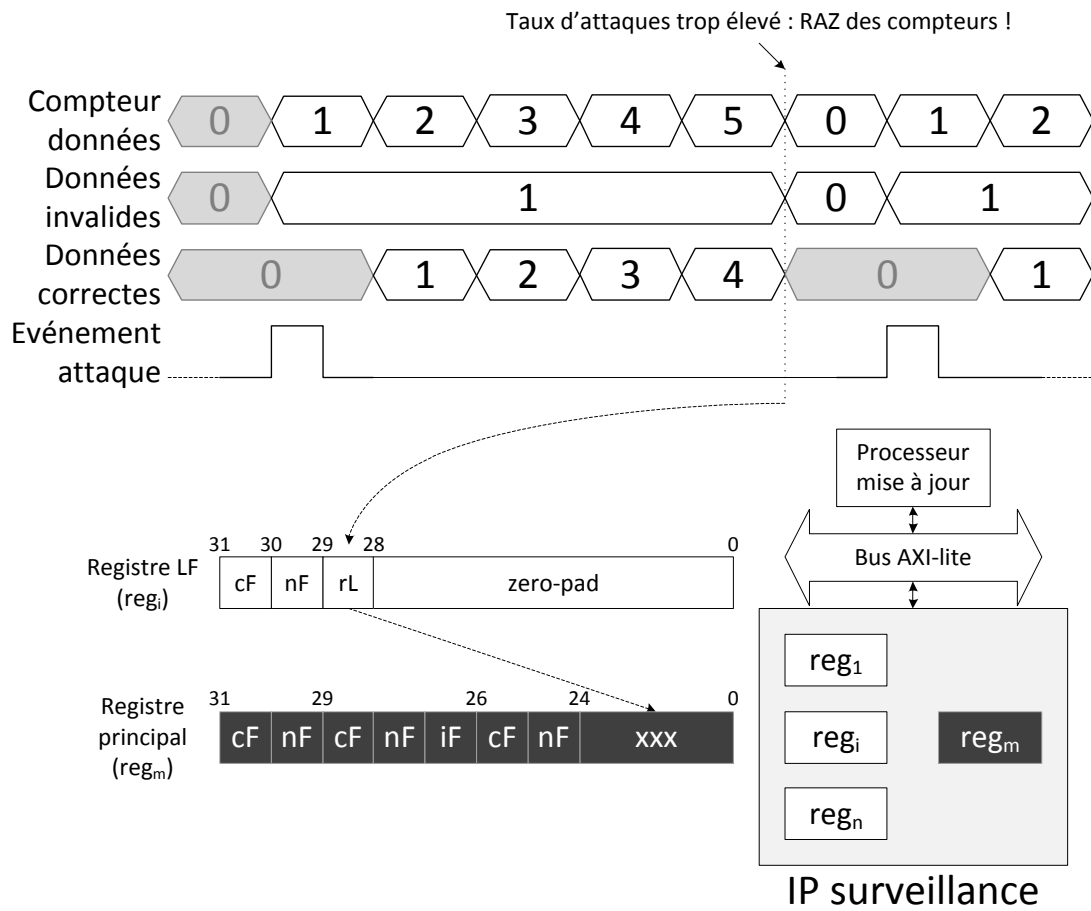 Taux d’attaques trop élevé : RAZ des compteurs !
Compteur
données
0 1 2 3 4 5 0 1 2
Données
invalides
0 1 0 1
Données
correctes
0 1 2 3 4 0 1
Evénement
attaque
Processeur
mise à jour
Bus AXI-lite
31 30 29 28 0
Registre LF
(regi)
cF nF rL zero-pad
31 29 26 24 0
Registre
principal
(regm)
cF nF cF nF iF cF nF xxx
reg1
regi
regm
regn
IP surveillance